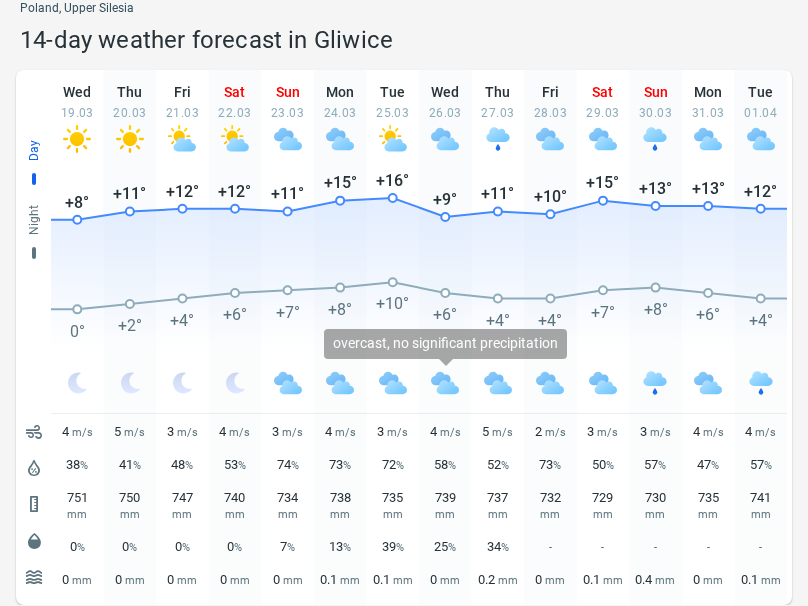 Poland, Upper Silesia
14-day weather forecast in Gliwice
Wed Thu Fri Sat Sun Mon Tue Wed Thu Fri Sat Sun Mon Tue
19.03 20.03 21.03 22.03 23.03 24.03 25.03 26.03 27.03 28.03 29.03 30.03 31.03 01.04
Day
+8° +11° +12° +12° +11° +15° +16° +9° +11° +10° +15° +13° +13° +12°
Night
0° +2° +4° +6° +7° +8° +10° +6° +4° +4° +7° +8° +6° +4°
overcast, no significant precipitation
4 m/s 5 m/s 3 m/s 4 m/s 3 m/s 4 m/s 3 m/s 4 m/s 5 m/s 2 m/s 3 m/s 3 m/s 4 m/s 4 m/s
38% 41% 48% 53% 74% 73% 72% 58% 52% 73% 50% 57% 47% 57%
751 750 747 740 734 738 735 739 737 732 729 730 735 741
mm mm mm mm mm mm mm mm mm mm mm mm mm mm
0% 0% 0% 0% 7% 13% 39% 25% 34% - - - - -
0 mm 0 mm 0 mm 0 mm 0 mm 0.1 mm 0.1 mm 0 mm 0.2 mm 0 mm 0.1 mm 0.4 mm 0 mm 0.1 mm